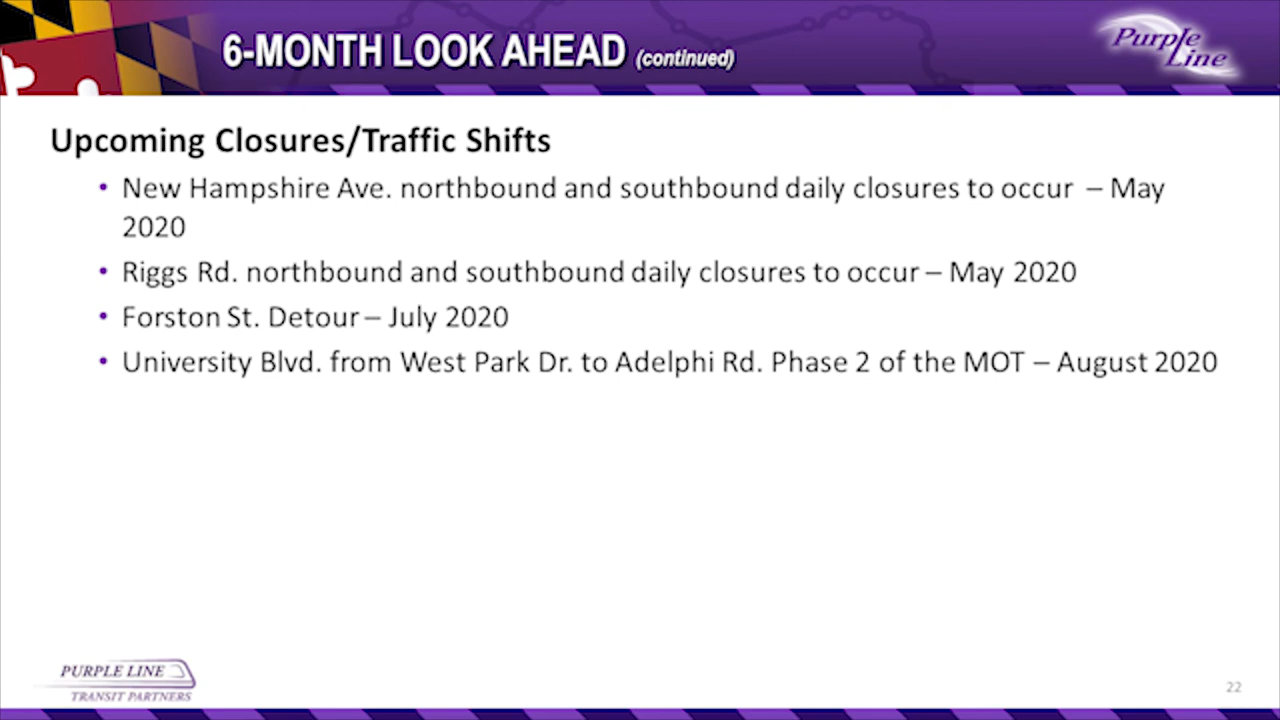 6-MONTH LOOK AHEAD (continued)
Purple
Line
Upcoming Closures/Traffic Shifts
• New Hampshire Ave. northbound and southbound daily closures to occur – May
2020
• Riggs Rd. northbound and southbound daily closures to occur – May 2020
• Forston St. Detour – July 2020
• University Blvd. from West Park Dr. to Adelphi Rd. Phase 2 of the MOT – August 2020
PURPLE LINE
TRANSIT PARTNERS
22